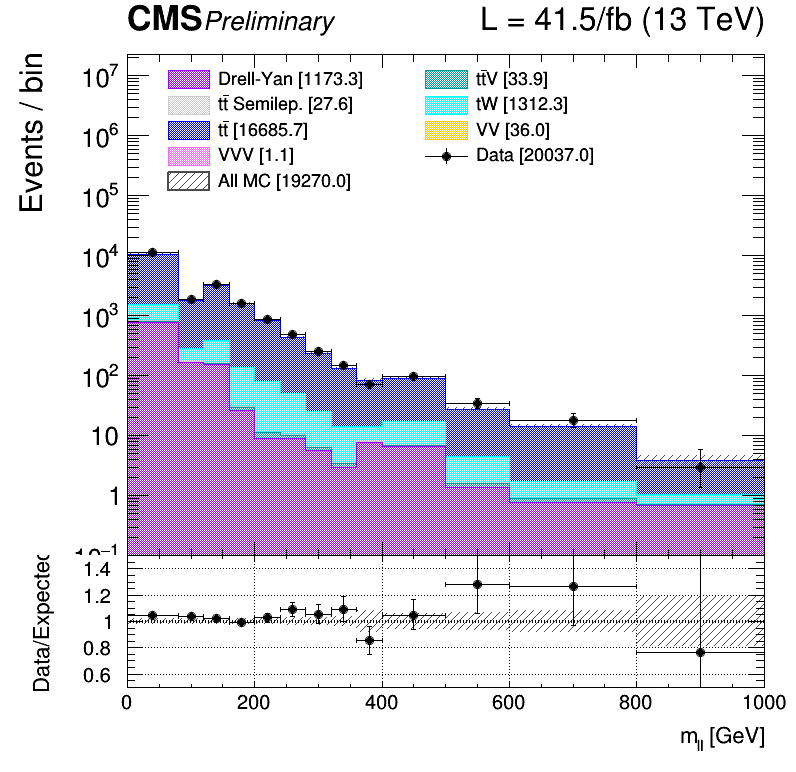 CMS Preliminary L = 41.5/fb (13 TeV)
Events / bin
10⁷
10⁶
10⁵
10⁴
10³
10²
10
1
10⁻¹
Drell-Yan [1173.3]
tt̄ Semilep. [27.6]
tt̄ [16685.7]
VVV [1.1]
All MC [19270.0]
tt̄V [33.9]
tW [1312.3]
VV [36.0]
Data [20037.0]
Data/Expected
1.4
1.2
1
0.8
0.6
0 200 400 600 800 1000
m_ll [GeV]